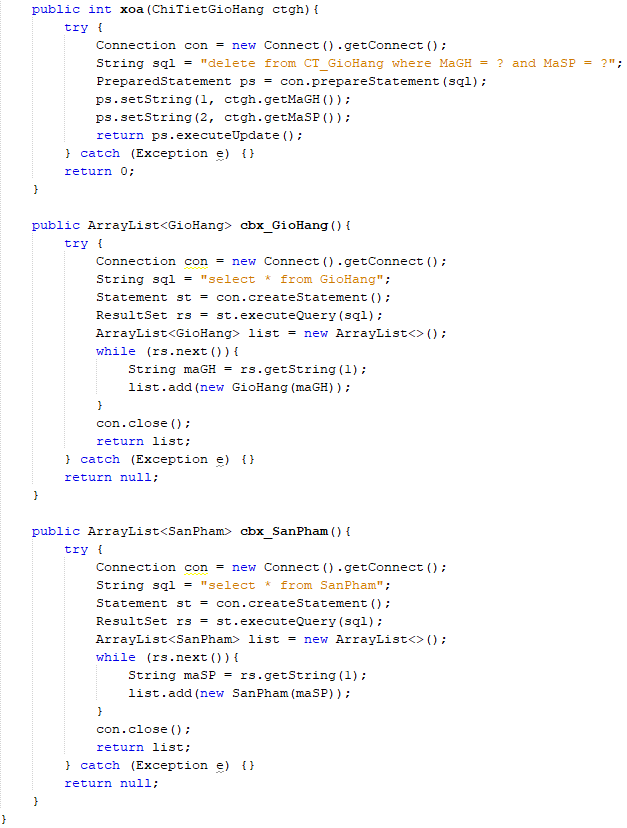 public int xoa(ChiTietGioHang ctgh){
try {
Connection con = new Connect().getConnect();
String sql = "delete from CT_GioHang where MaGH = ? and MaSP = ?";
PreparedStatement ps = con.prepareStatement(sql);
ps.setString(1, ctgh.getMaGH());
ps.setString(2, ctgh.getMaSP());
return ps.executeUpdate();
} catch (Exception e) {}
return 0;
}
public ArrayList<GioHang> cbx_GioHang(){
try {
Connection con = new Connect().getConnect();
String sql = "select * from GioHang";
Statement st = con.createStatement();
ResultSet rs = st.executeQuery(sql);
ArrayList<GioHang> list = new ArrayList<>();
while (rs.next()){
String maGH = rs.getString(1);
list.add(new GioHang(maGH));
}
con.close();
return list;
} catch (Exception e) {}
return null;
}
public ArrayList<SanPham> cbx_SanPham(){
try {
Connection con = new Connect().getConnect();
String sql = "select * from SanPham";
Statement st = con.createStatement();
ResultSet rs = st.executeQuery(sql);
ArrayList<SanPham> list = new ArrayList<>();
while (rs.next()){
String maSP = rs.getString(1);
list.add(new SanPham(maSP));
}
con.close();
return list;
} catch (Exception e) {}
return null;
}
}